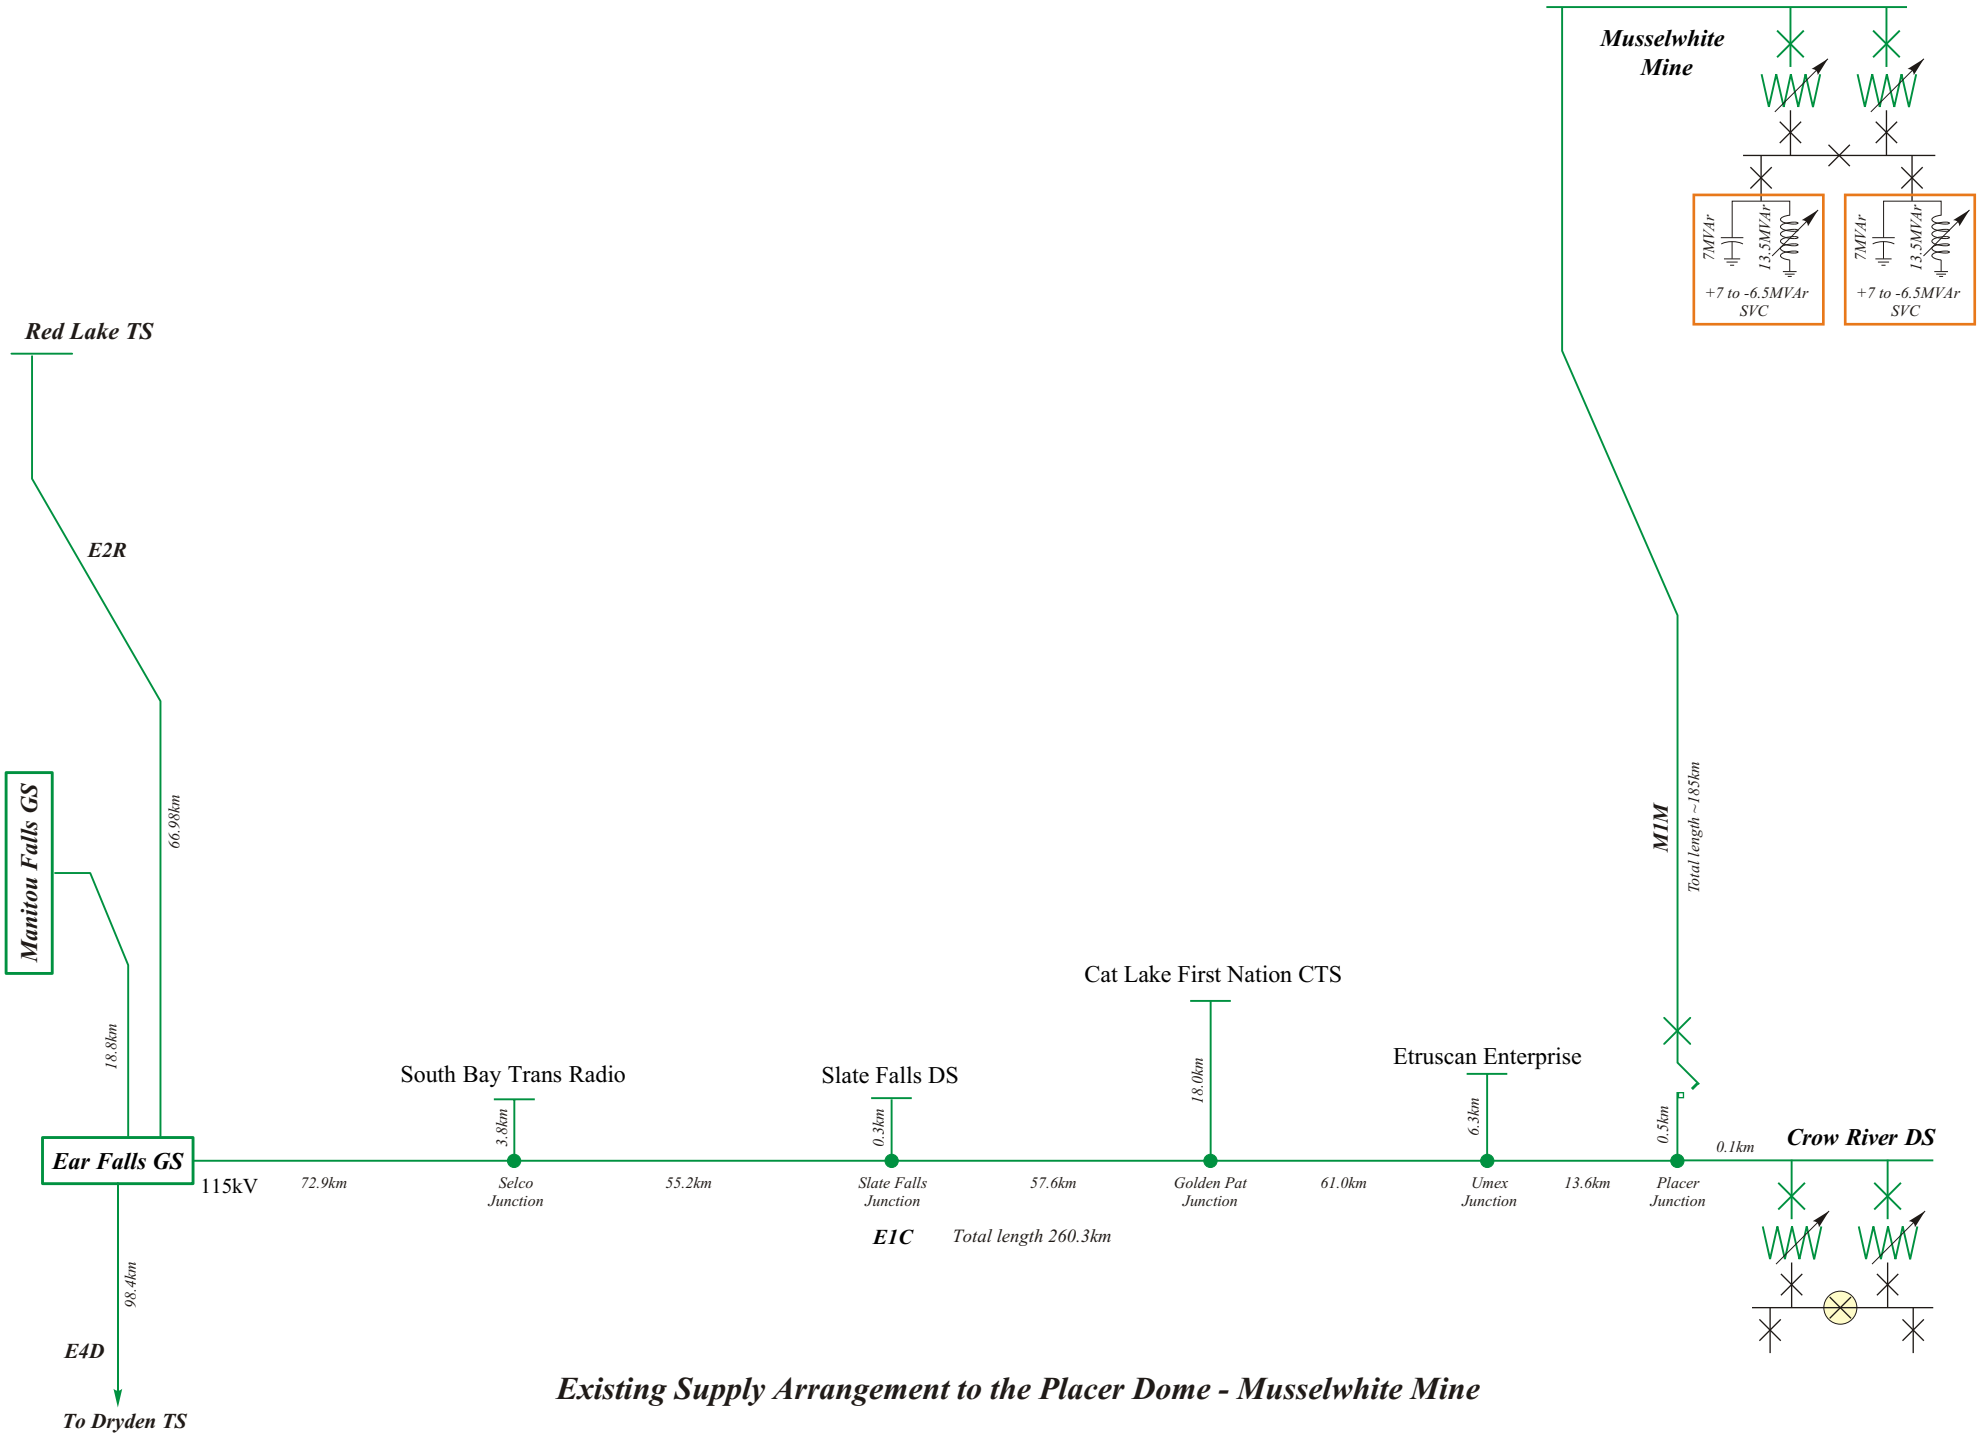 Musselwhite
Mine
7MVAr
13.5MVAr
+7 to -6.5MVAr
SVC
7MVAr
13.5MVAr
+7 to -6.5MVAr
SVC
Red Lake TS
E2R
66.98km
Manitou Falls GS
18.8km
M1M
Total length ~185km
Cat Lake First Nation CTS
18.0km
Etruscan Enterprise
6.3km
South Bay Trans Radio
3.8km
Slate Falls DS
0.3km
0.5km
0.1km
Crow River DS
Ear Falls GS
115kV
72.9km
Selco
Junction
55.2km
Slate Falls
Junction
57.6km
Golden Pat
Junction
61.0km
Umex
Junction
13.6km
Placer
Junction
E1C
Total length 260.3km
98.4km
E4D
To Dryden TS
Existing Supply Arrangement to the Placer Dome - Musselwhite Mine